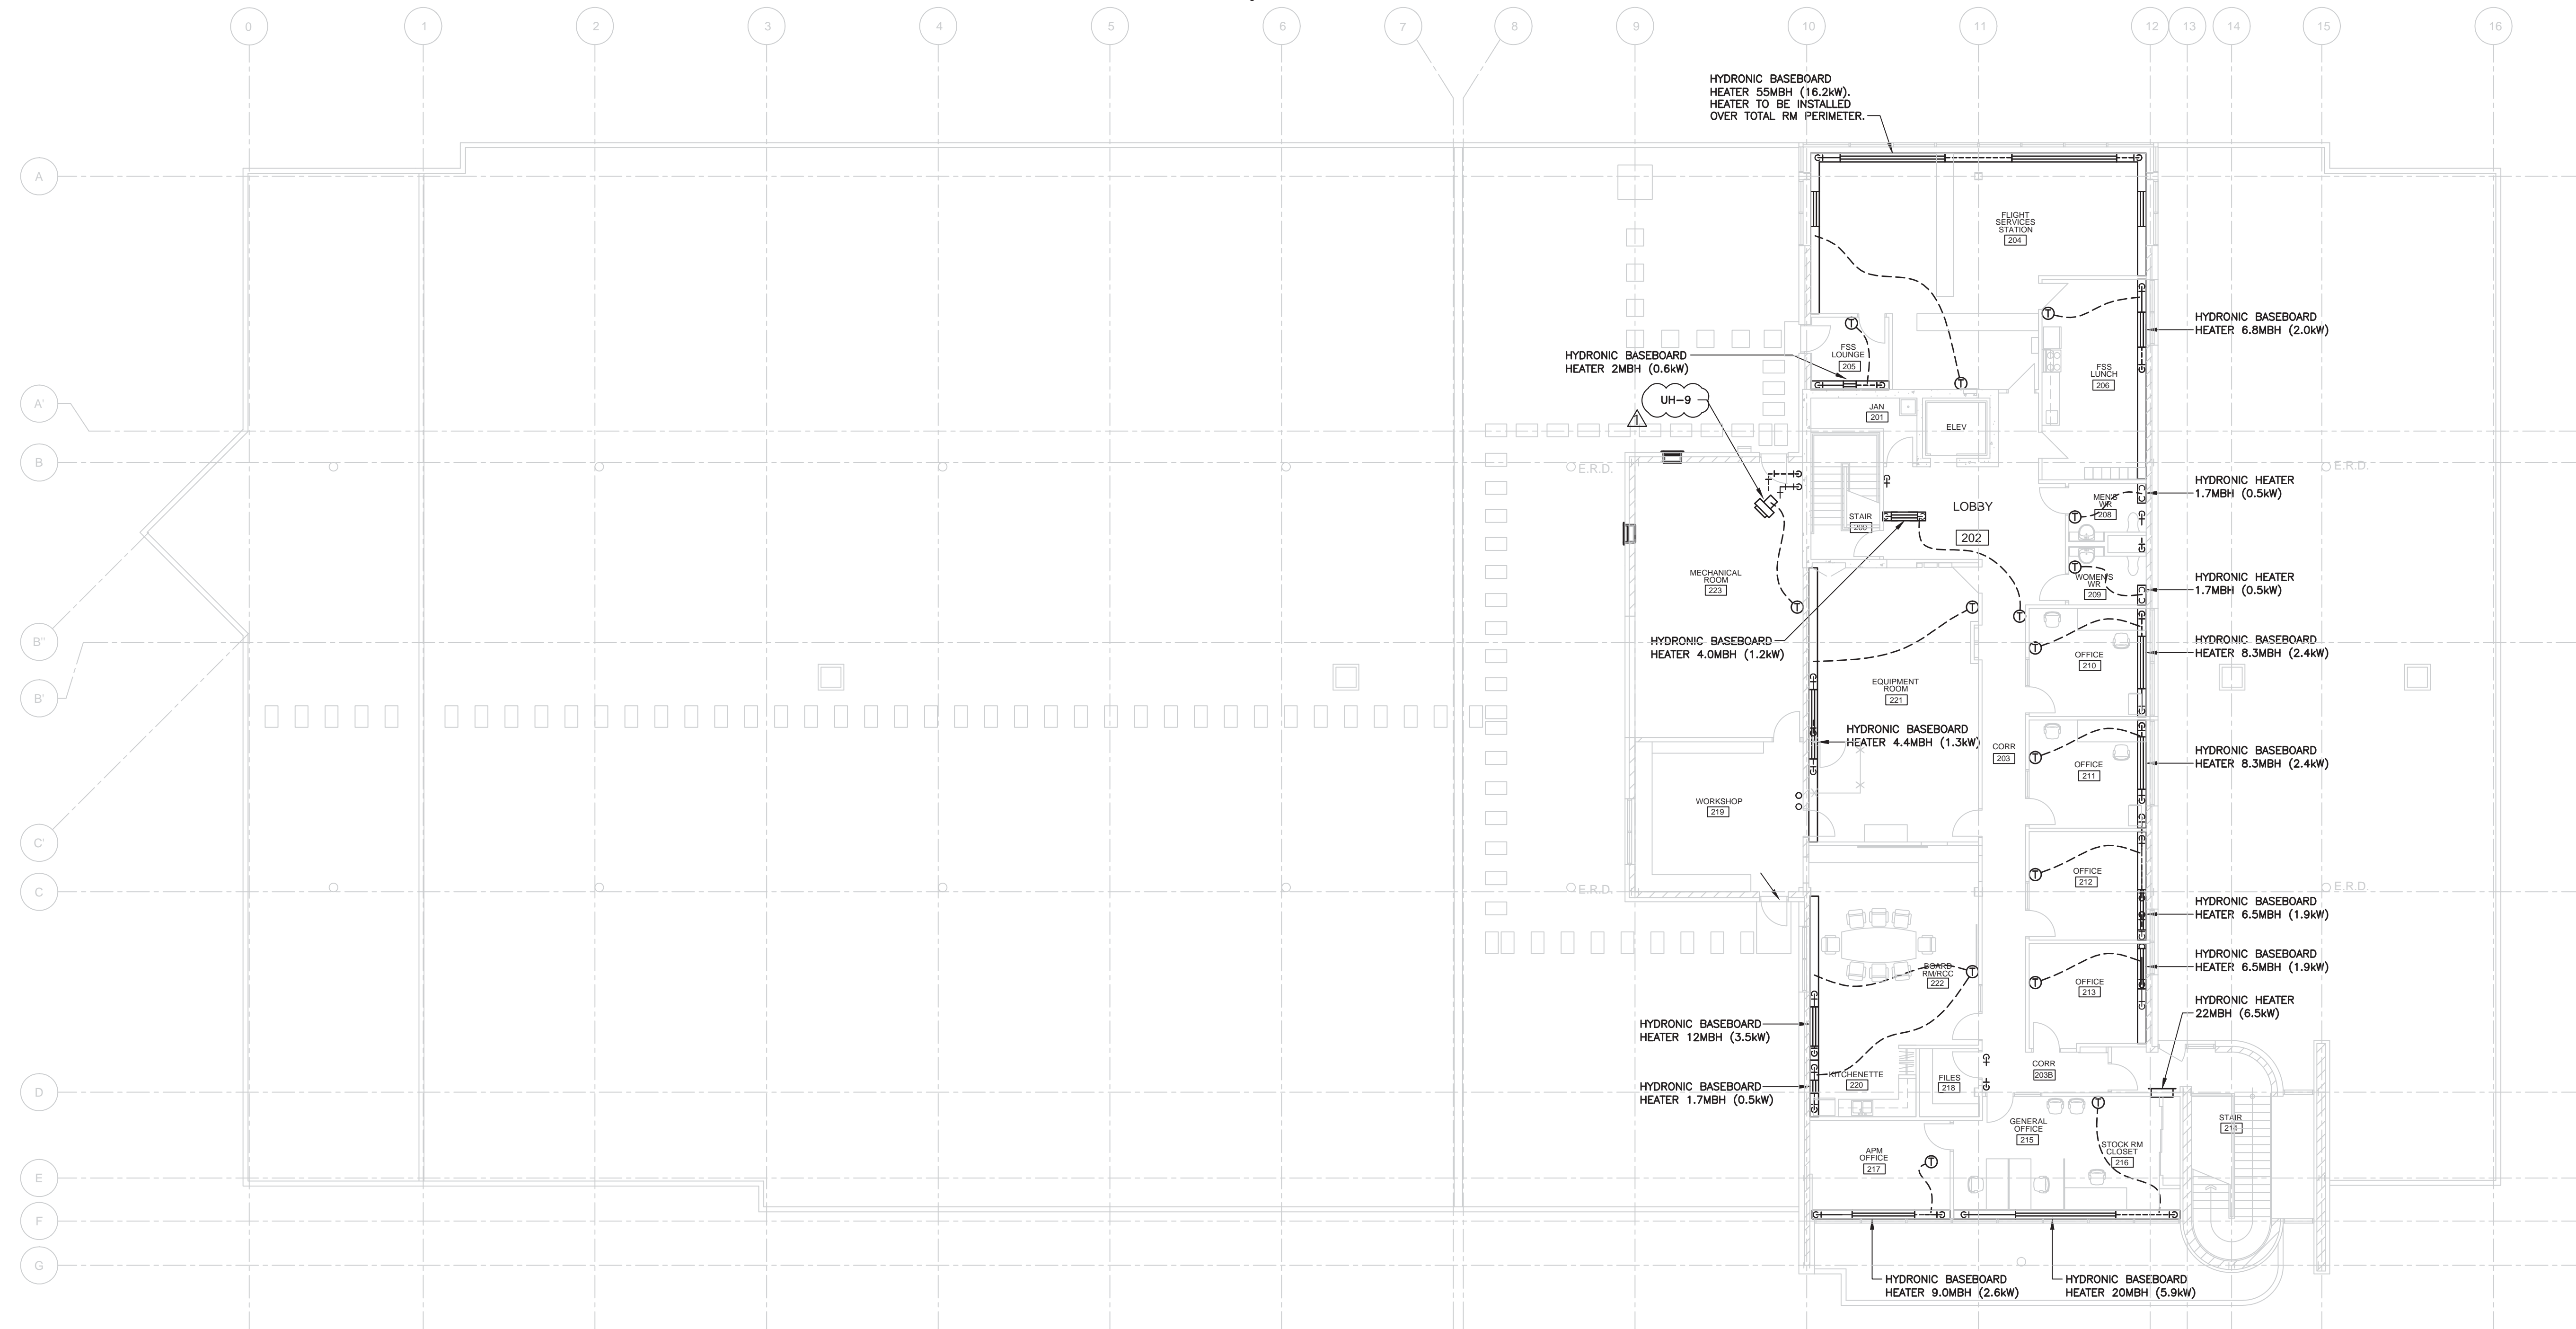 0
1
2
3
4
5
6
7
8
9
10
11
12
13
14
15
16
HYDRONIC BASEBOARD
HEATER 55MBH (16.2kW).
HEATER TO BE INSTALLED
OVER TOTAL RM PERIMETER.
A
FLIGHT
SERVICES
STATION
204
T
HYDRONIC BASEBOARD
HEATER 6.8MBH (2.0kW)
T
FSS
LOUNGE
205
HYDRONIC BASEBOARD
HEATER 2MBH (0.6kW)
FSS
LUNCH
206
T
A'
UH-9
1
JAN
201
ELEV
B
E.R.D.
E.R.D.
HYDRONIC HEATER
1.7MBH (0.5kW)
MEN'S
WR
208
T
LOBBY
202
STAIR
200
MECHANICAL
ROOM
223
T
T
WOMEN'S
WR
209
HYDRONIC HEATER
1.7MBH (0.5kW)
T
T
B"
HYDRONIC BASEBOARD
HEATER 4.0MBH (1.2kW)
HYDRONIC BASEBOARD
HEATER 8.3MBH (2.4kW)
T
OFFICE
210
B'
EQUIPMENT
ROOM
221
HYDRONIC BASEBOARD
HEATER 4.4MBH (1.3kW)
CORR
203
T
OFFICE
211
HYDRONIC BASEBOARD
HEATER 8.3MBH (2.4kW)
WORKSHOP
219
C'
T
OFFICE
212
C
E.R.D.
E.R.D.
HYDRONIC BASEBOARD
HEATER 6.5MBH (1.9kW)
BOARD
RM/RCC
222
T
HYDRONIC BASEBOARD
HEATER 6.5MBH (1.9kW)
T
OFFICE
213
HYDRONIC HEATER
22MBH (6.5kW)
HYDRONIC BASEBOARD
HEATER 12MBH (3.5kW)
CORR
203B
KITCHENETTE
220
FILES
218
HYDRONIC BASEBOARD
HEATER 1.7MBH (0.5kW)
D
T
GENERAL
OFFICE
215
STAIR
214
STOCK RM
CLOSET
216
APM
OFFICE
217
T
E
F
G
HYDRONIC BASEBOARD
HEATER 9.0MBH (2.6kW)
HYDRONIC BASEBOARD
HEATER 20MBH (5.9kW)